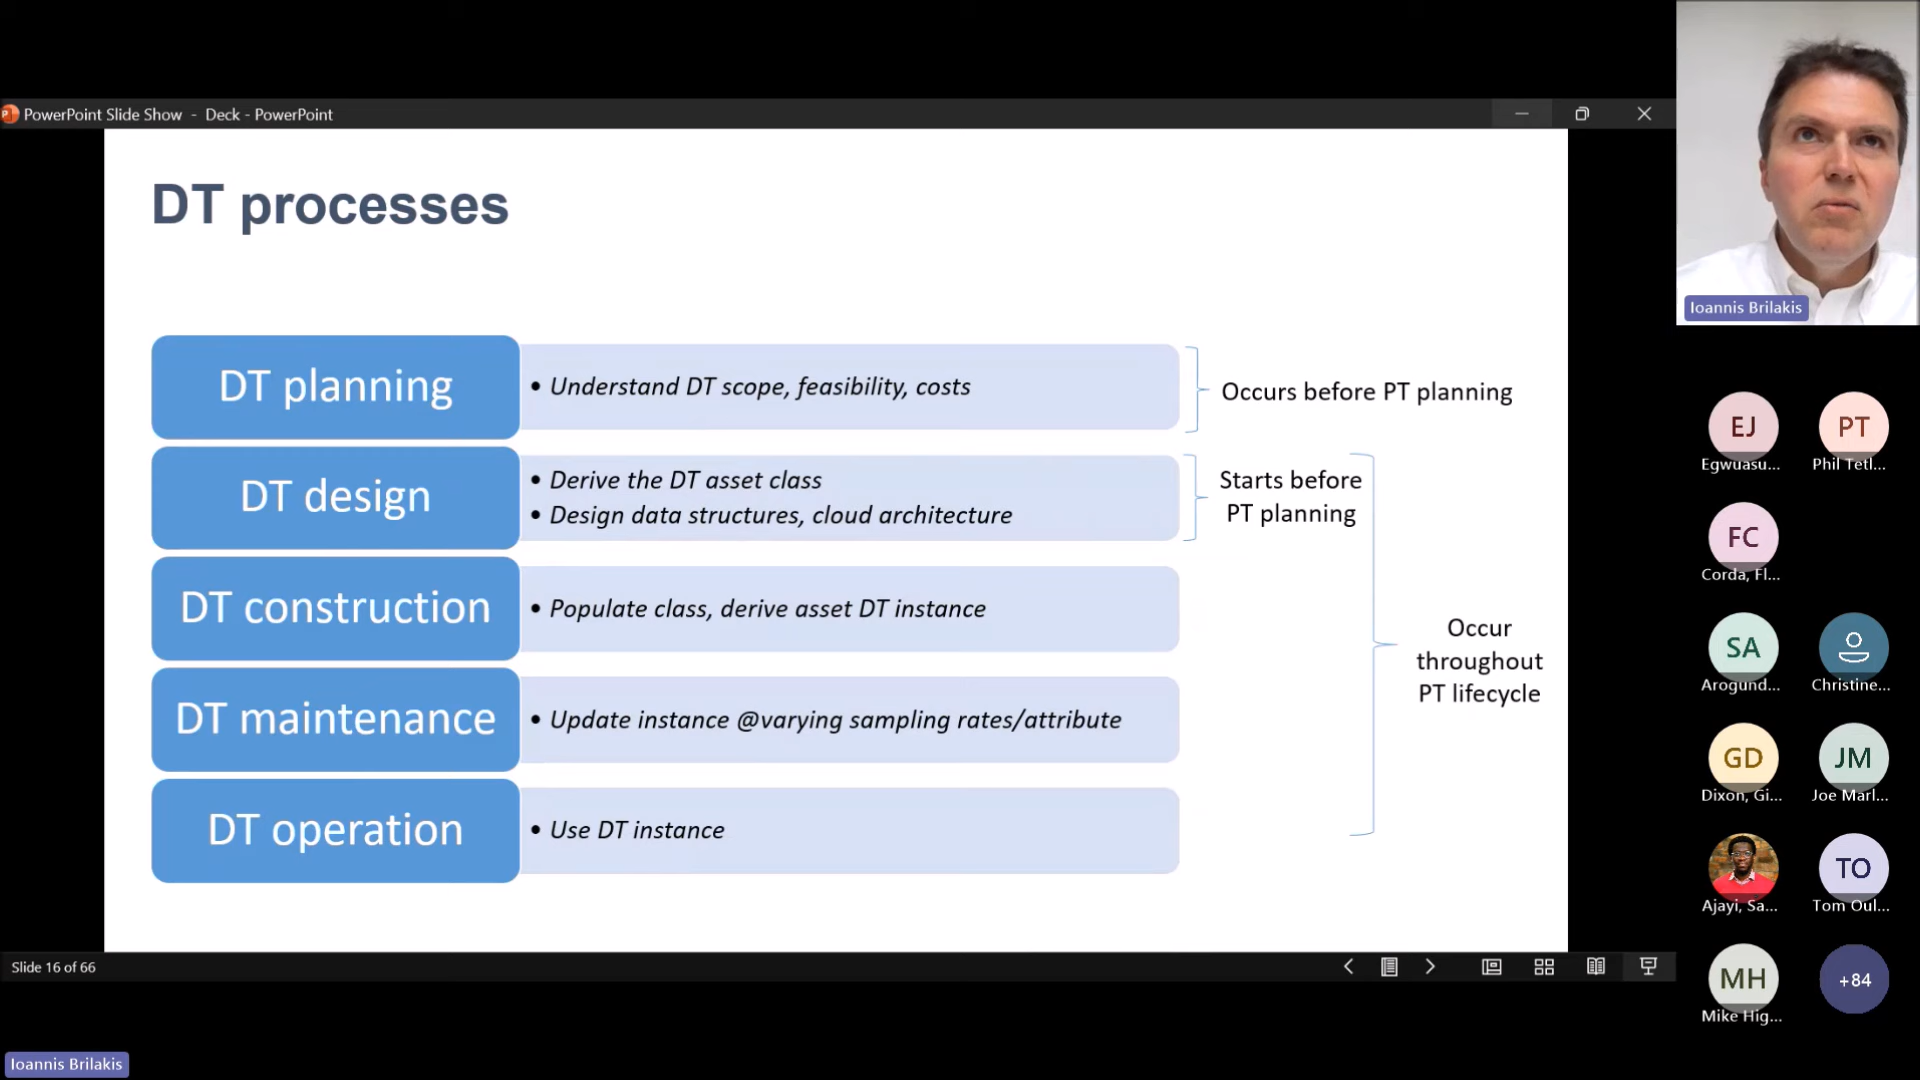 PowerPoint Slide Show - Deck - PowerPoint
DT processes
DT planning
• Understand DT scope, feasibility, costs
Occurs before PT planning
DT design
• Derive the DT asset class
• Design data structures, cloud architecture
Starts before
PT planning
DT construction
• Populate class, derive asset DT instance
DT maintenance
• Update instance @varying sampling rates/attribute
DT operation
• Use DT instance
Occur
throughout
PT lifecycle
Slide 16 of 66
Ioannis Brilakis
Ioannis Brilakis
EJ
Egwuasu...
PT
Phil Tetl...
FC
Corda, Fl...
SA
Arogund...
Christine...
GD
Dixon, Gi...
JM
Joe Marl...
Ajayi, Sa...
TO
Tom Oul...
MH
Mike Hig...
+84